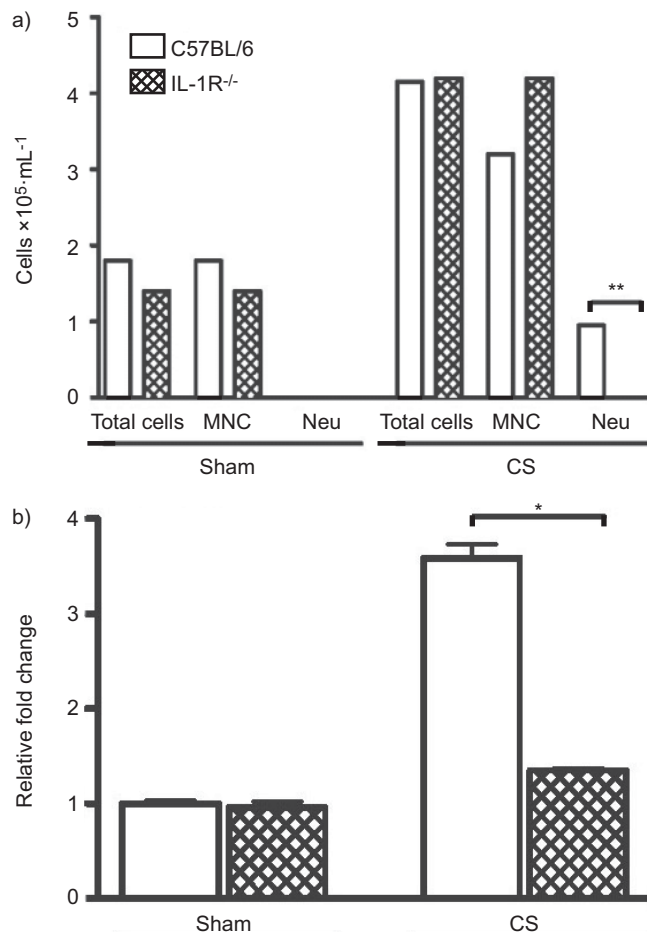 a)
5
4
3
2
1
0
Cells ×10⁵·mL⁻¹
C57BL/6
IL-1R⁻/⁻
**
Total cells MNC Neu Total cells MNC Neu
Sham CS
b)
4
3
2
1
0
Relative fold change
*
Sham CS